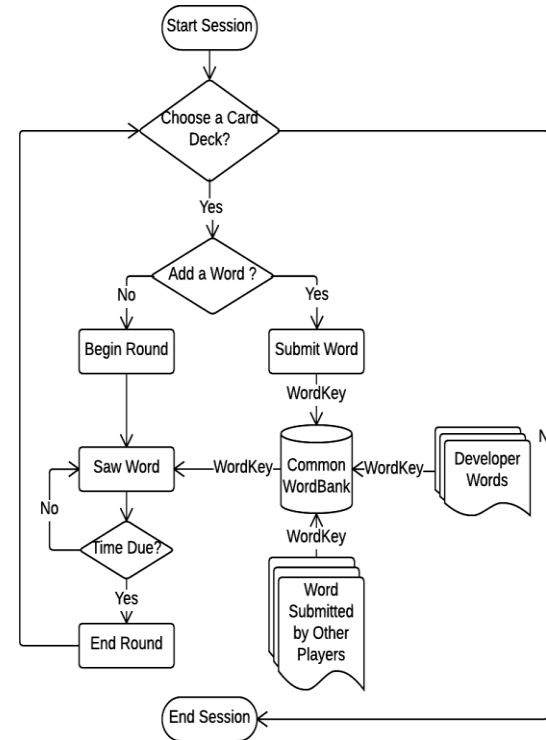 Start Session
Choose a Card
Deck?
Yes
Add a Word ?
No
Yes
Begin Round
Submit Word
WordKey
Saw Word
WordKey
Common
WordBank
WordKey
Developer
Words
No
Time Due?
WordKey
Yes
Word
Submitted
by Other
Players
End Round
End Session